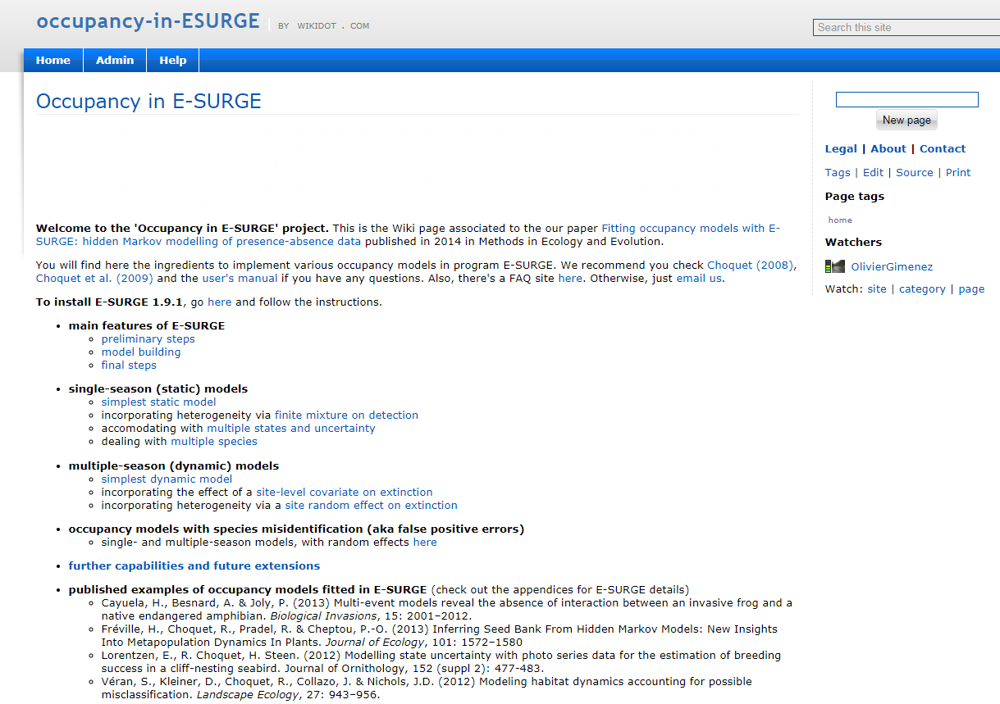 occupancy-in-ESURGE
BY WIKIDOT . COM
Search this site
Home
Admin
Help
Occupancy in E-SURGE
Welcome to the 'Occupancy in E-SURGE' project. This is the Wiki page associated to the our paper Fitting occupancy models with E-
SURGE: hidden Markov modelling of presence-absence data published in 2014 in Methods in Ecology and Evolution.
You will find here the ingredients to implement various occupancy models in program E-SURGE. We recommend you check Choquet (2008),
Choquet et al. (2009) and the user's manual if you have any questions. Also, there's a FAQ site here. Otherwise, just email us.
To install E-SURGE 1.9.1, go here and follow the instructions.
• main features of E-SURGE
◦ preliminary steps
◦ model building
◦ final steps
• single-season (static) models
◦ simplest static model
◦ incorporating heterogeneity via finite mixture on detection
◦ accomodating with multiple states and uncertainty
◦ dealing with multiple species
• multiple-season (dynamic) models
◦ simplest dynamic model
◦ incorporating the effect of a site-level covariate on extinction
◦ incorporating heterogeneity via a site random effect on extinction
• occupancy models with species misidentification (aka false positive errors)
◦ single- and multiple-season models, with random effects here
• further capabilities and future extensions
• published examples of occupancy models fitted in E-SURGE (check out the appendices for E-SURGE details)
◦ Cayuela, H., Besnard, A. & Joly, P. (2013) Multi-event models reveal the absence of interaction between an invasive frog and a
native endangered amphibian. Biological Invasions, 15: 2001–2012.
◦ Fréville, H., Choquet, R., Pradel, R. & Cheptou, P.-O. (2013) Inferring Seed Bank From Hidden Markov Models: New Insights
Into Metapopulation Dynamics In Plants. Journal of Ecology, 101: 1572–1580
◦ Lorentzen, E., R. Choquet, H. Steen. (2012) Modelling state uncertainty with photo series data for the estimation of breeding
success in a cliff-nesting seabird. Journal of Ornithology, 152 (suppl 2): 477-483.
◦ Véran, S., Kleiner, D., Choquet, R., Collazo, J. & Nichols, J.D. (2012) Modeling habitat dynamics accounting for possible
misclassification. Landscape Ecology, 27: 943–956.
New page
Legal | About | Contact
Tags | Edit | Source | Print
Page tags
home
Watchers
OlivierGimenez
Watch: site | category | page